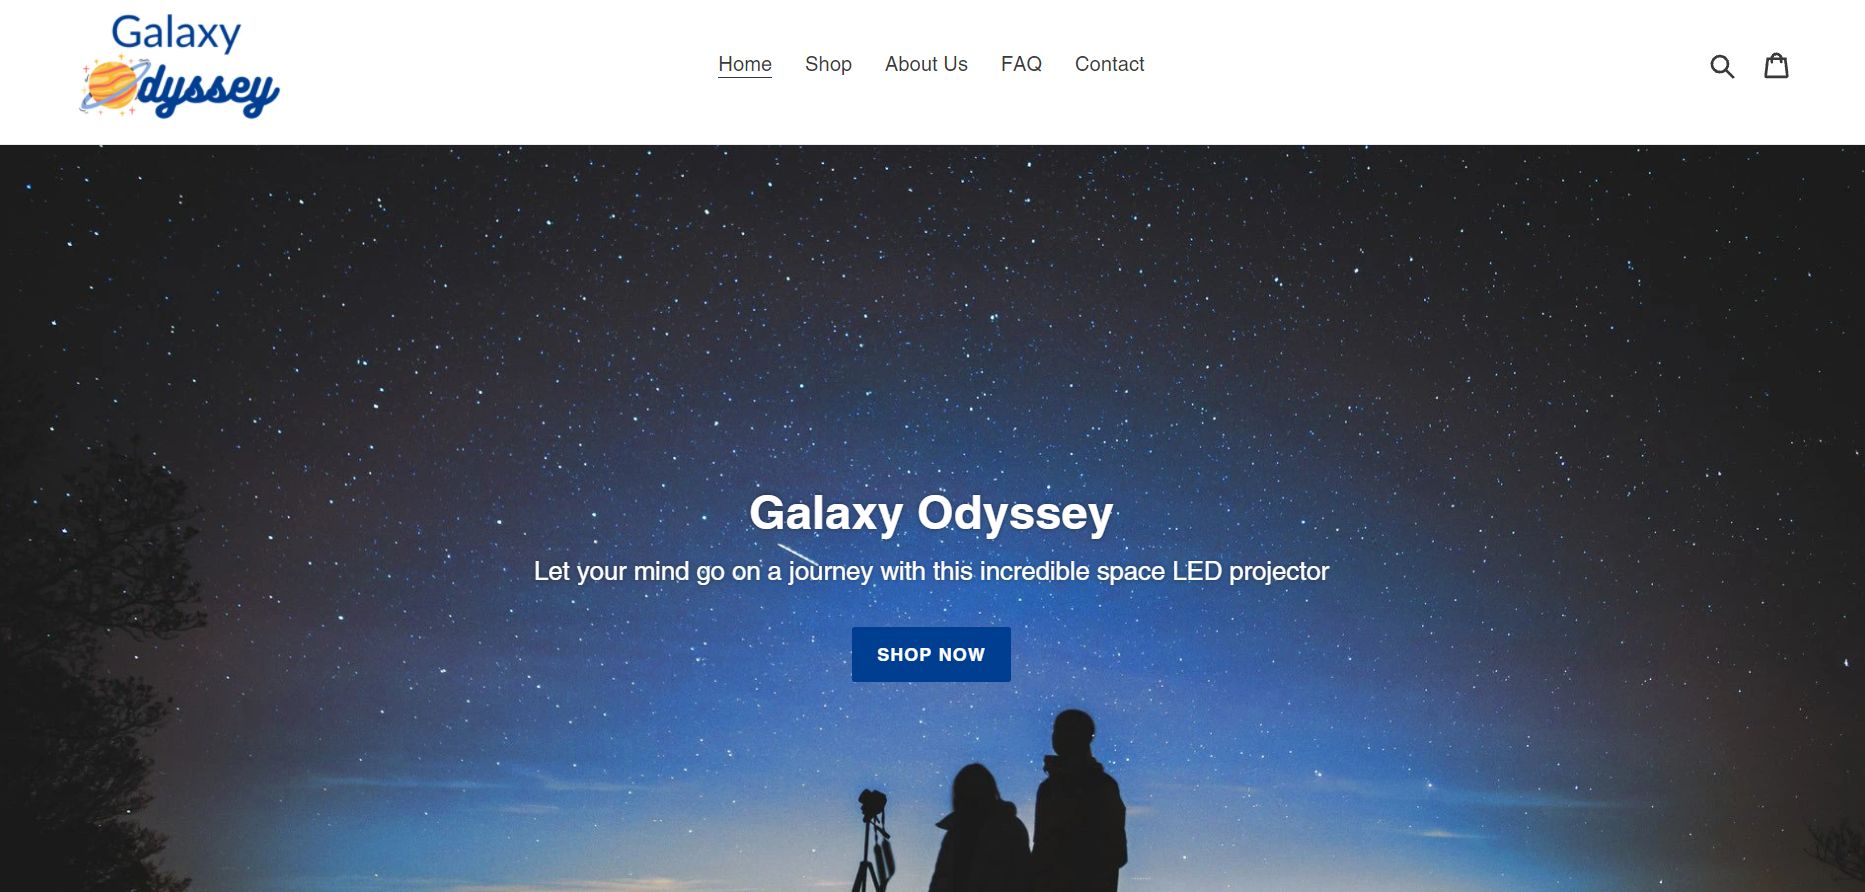 Galaxy
Odyssey
Home Shop About Us FAQ Contact
Galaxy Odyssey
Let your mind go on a journey with this incredible space LED projector
SHOP NOW